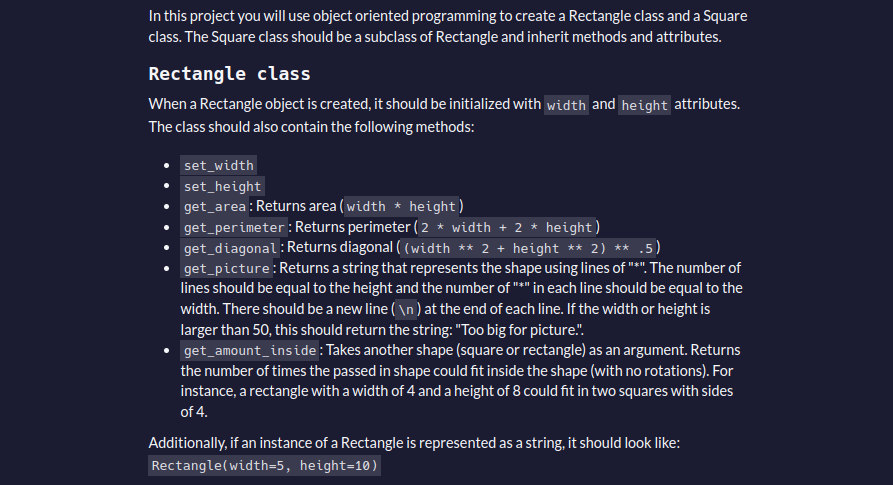 In this project you will use object oriented programming to create a Rectangle class and a Square
class. The Square class should be a subclass of Rectangle and inherit methods and attributes.
Rectangle class
When a Rectangle object is created, it should be initialized with width and height attributes.
The class should also contain the following methods:
• set_width
• set_height
• get_area: Returns area (width * height)
• get_perimeter: Returns perimeter (2 * width + 2 * height)
• get_diagonal: Returns diagonal ((width ** 2 + height ** 2) ** .5)
• get_picture: Returns a string that represents the shape using lines of "*". The number of
lines should be equal to the height and the number of "*" in each line should be equal to the
width. There should be a new line (\n) at the end of each line. If the width or height is
larger than 50, this should return the string: "Too big for picture.".
• get_amount_inside: Takes another shape (square or rectangle) as an argument. Returns
the number of times the passed in shape could fit inside the shape (with no rotations). For
instance, a rectangle with a width of 4 and a height of 8 could fit in two squares with sides
of 4.
Additionally, if an instance of a Rectangle is represented as a string, it should look like:
Rectangle(width=5, height=10)